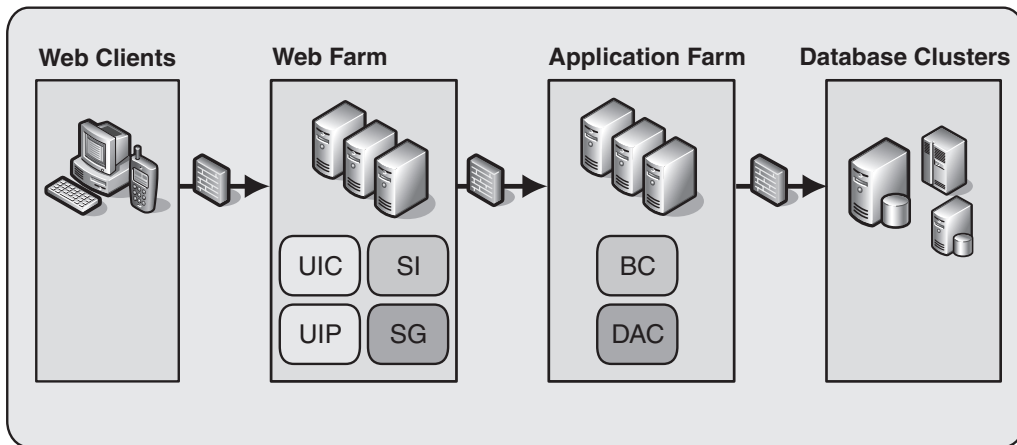 Web Clients
Web Farm
Application Farm
Database Clusters
UIC
SI
UIP
SG
BC
DAC